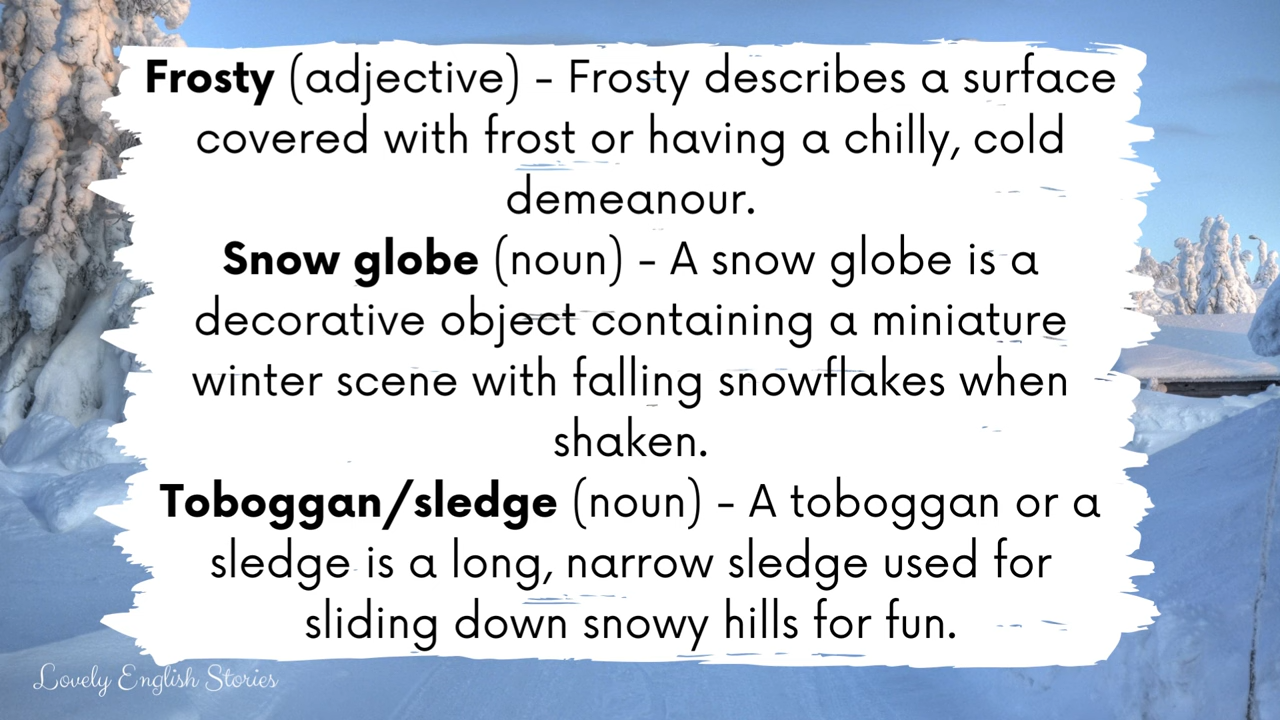 Frosty (adjective) - Frosty describes a surface
covered with frost or having a chilly, cold
demeanour.
Snow globe (noun) - A snow globe is a
decorative object containing a miniature
winter scene with falling snowflakes when
shaken.
Toboggan/sledge (noun) - A toboggan or a
sledge is a long, narrow sledge used for
sliding down snowy hills for fun.
Lovely English Stories